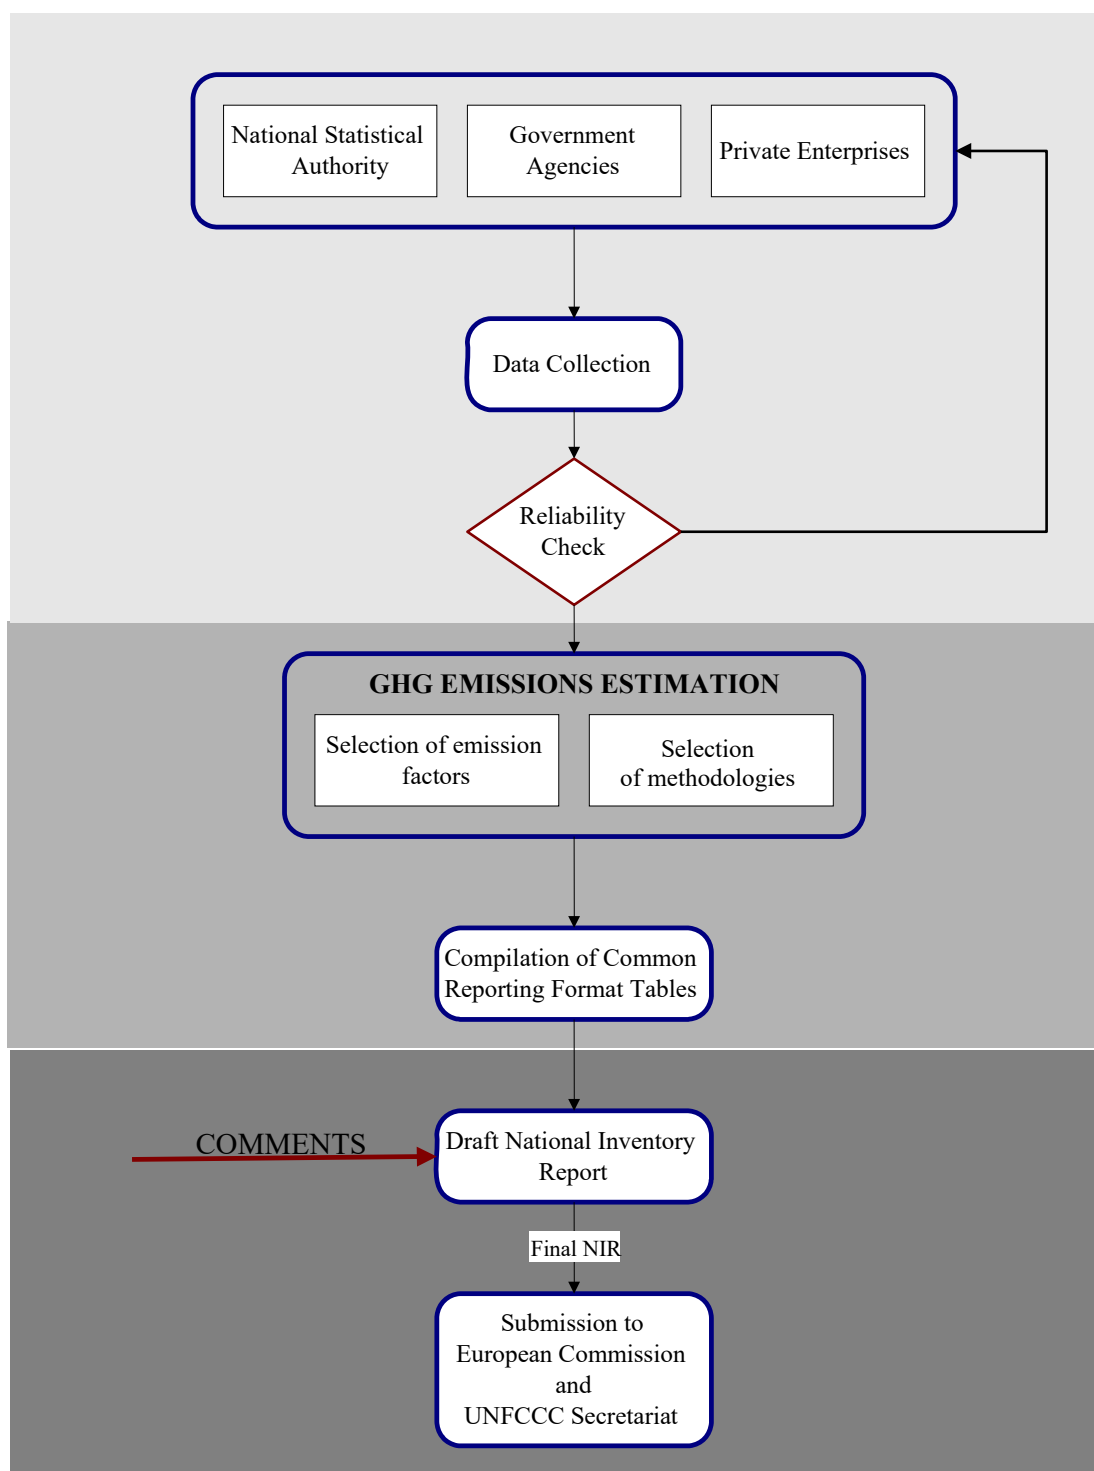 National Statistical
Authority
Government
Agencies
Private Enterprises
Data Collection
Reliability
Check
GHG EMISSIONS ESTIMATION
Selection of emission
factors
Selection
of methodologies
Compilation of Common
Reporting Format Tables
COMMENTS
Draft National Inventory
Report
Final NIR
Submission to
European Commission
and
UNFCCC Secretariat